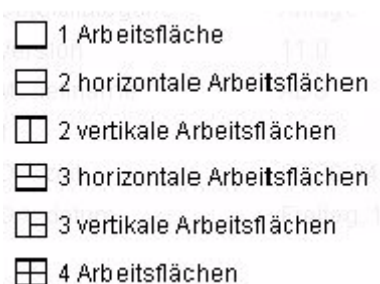 1 Arbeitsfläche
2 horizontale Arbeitsflächen
2 vertikale Arbeitsflächen
3 horizontale Arbeitsflächen
3 vertikale Arbeitsflächen
4 Arbeitsflächen